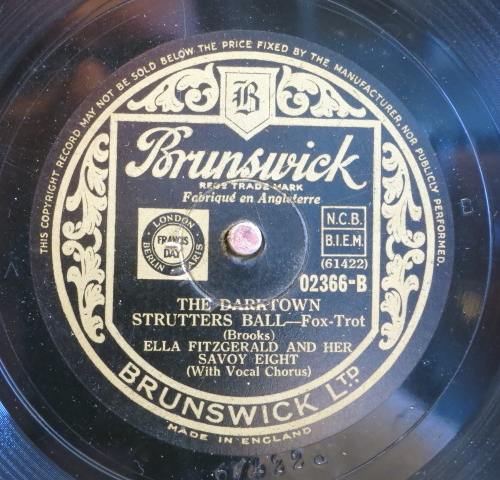 THIS COPYRIGHT RECORD MAY NOT BE SOLD BELOW THE PRICE FIXED BY THE MANUFACTURER, NOR PUBLICLY PERFORMED.
B
Brunswick
REGD TRADE MARK
Fabriqué en Angleterre
LONDON
FRANCIS
DAY
BERLIN PARIS
N.C.B.
B.I.E.M.
(61422)
02366-B
THE DARKTOWN
STRUTTERS BALL—Fox-Trot
(Brooks)
ELLA FITZGERALD AND HER
SAVOY EIGHT
(With Vocal Chorus)
BRUNSWICK LTD
MADE IN ENGLAND